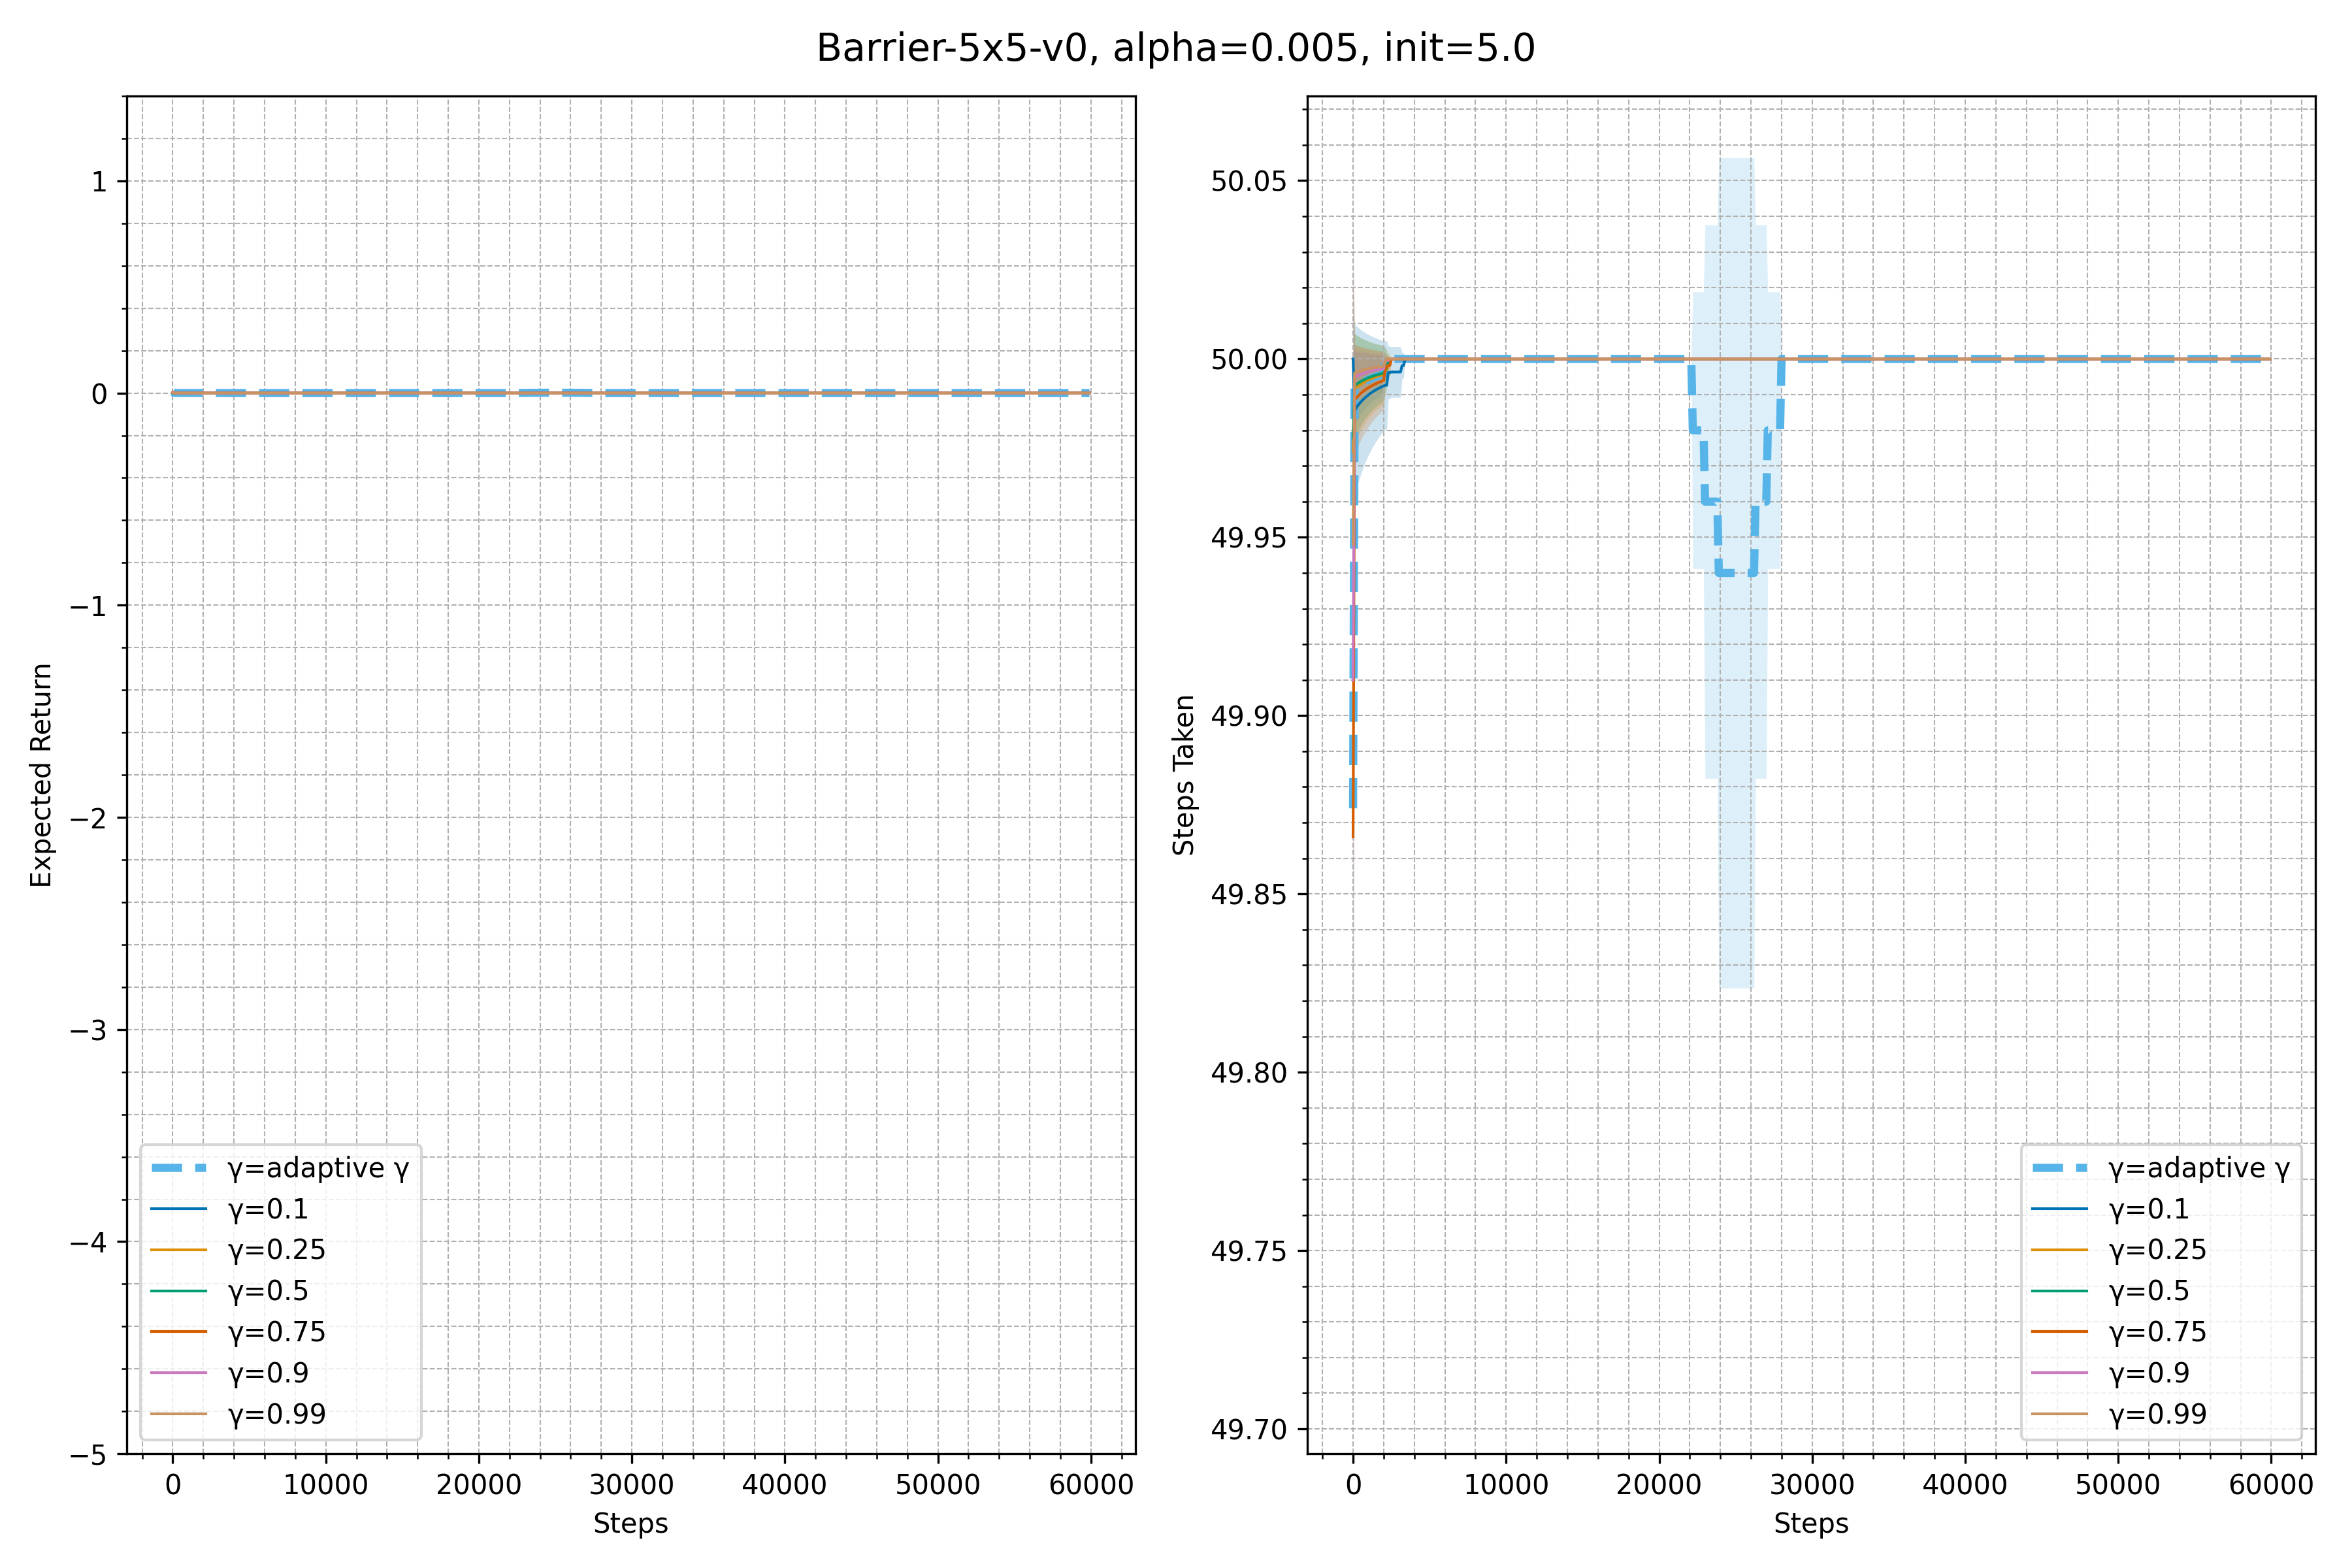 Barrier-5x5-v0, alpha=0.005, init=5.0
Expected Return
1
0
−1
−2
−3
−4
−5
0
10000
20000
30000
40000
50000
60000
Steps
γ=adaptive γ
γ=0.1
γ=0.25
γ=0.5
γ=0.75
γ=0.9
γ=0.99
Steps Taken
50.05
50.00
49.95
49.90
49.85
49.80
49.75
49.70
0
10000
20000
30000
40000
50000
60000
Steps
γ=adaptive γ
γ=0.1
γ=0.25
γ=0.5
γ=0.75
γ=0.9
γ=0.99